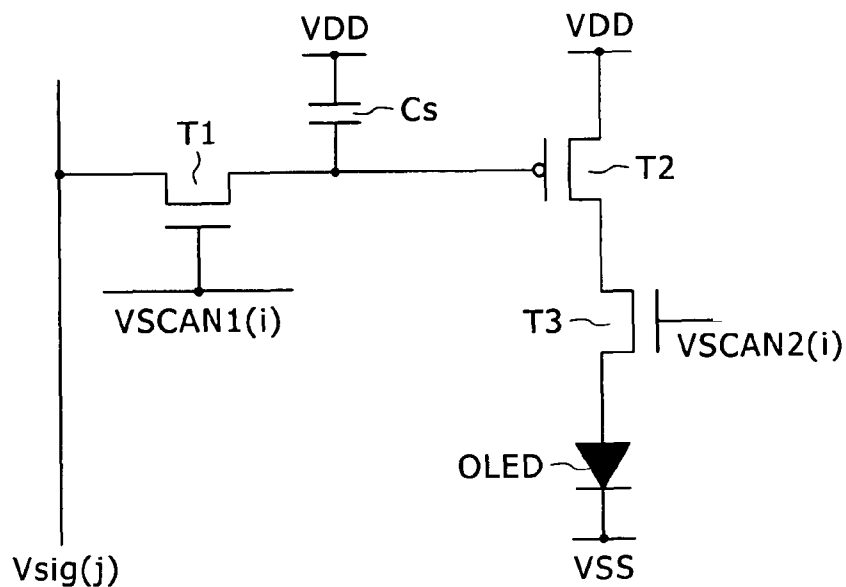 VDD
VDD
Cs
T1
T2
VSCAN1(i)
T3
VSCAN2(i)
OLED
Vsig(j)
VSS